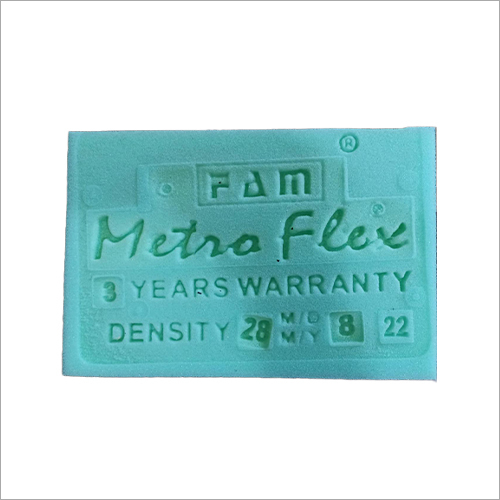 ®
FAM
Metro Flex
3 YEARS WARRANTY
DENSITY 28 M/D 8 22
M/Y